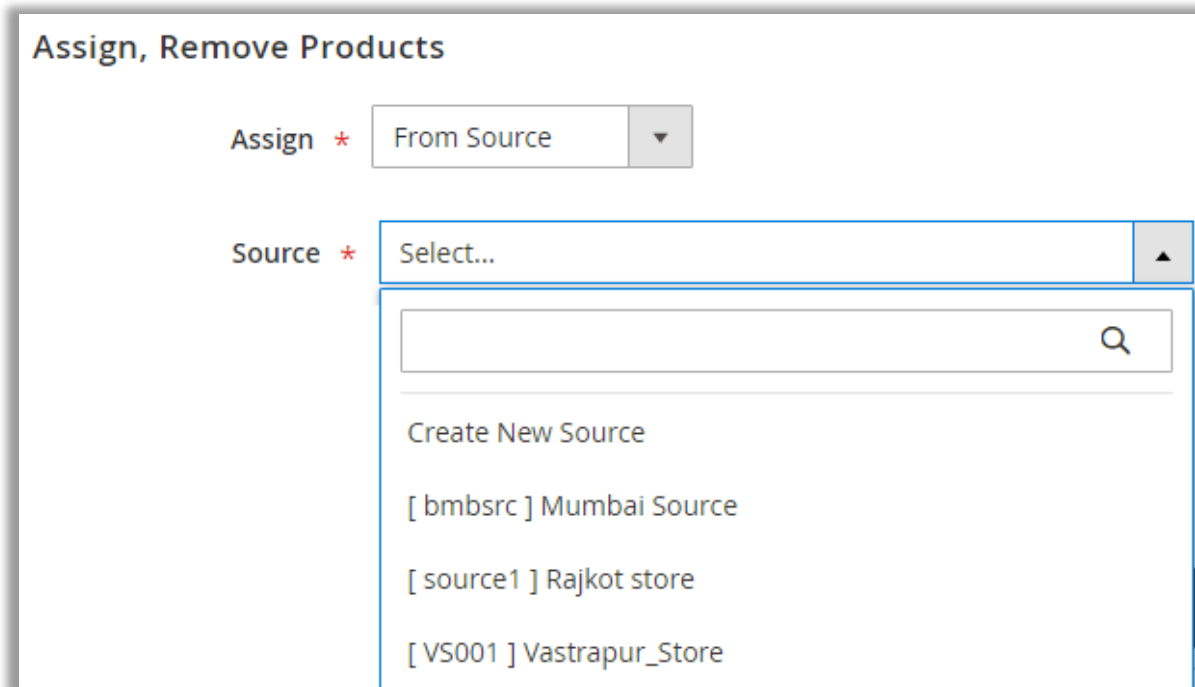 Assign, Remove Products
Assign * From Source
Source * Select...
Create New Source
[ bmbsrc ] Mumbai Source
[ source1 ] Rajkot store
[ VS001 ] Vastrapur_Store